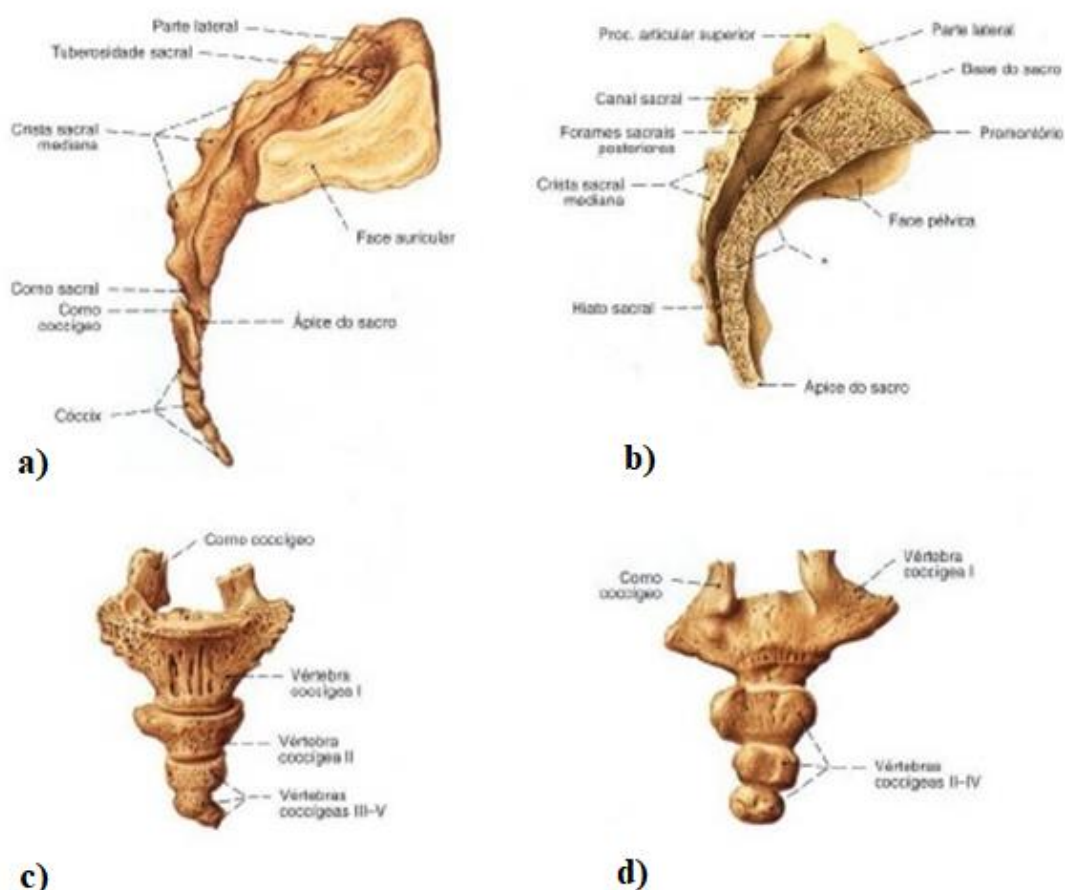 Parte lateral
Tuberosidade sacral
Crista sacral
mediana
Face auricular
Corno sacral
Corno
coccígeo
Ápice do sacro
Cóccix
a)
Proc. articular superior
Parte lateral
Base do sacro
Canal sacral
Forames sacrais
posteriores
Promontório
Crista sacral
mediana
Face pélvica
*
Hiato sacral
Ápice do sacro
b)
Corno coccígeo
Vértebra
coccígea I
Vértebra
coccígea II
Vértebras
coccígeas III-V
c)
Corno
coccígeo
Vértebra
coccígea I
Vértebras
coccígeas II-IV
d)